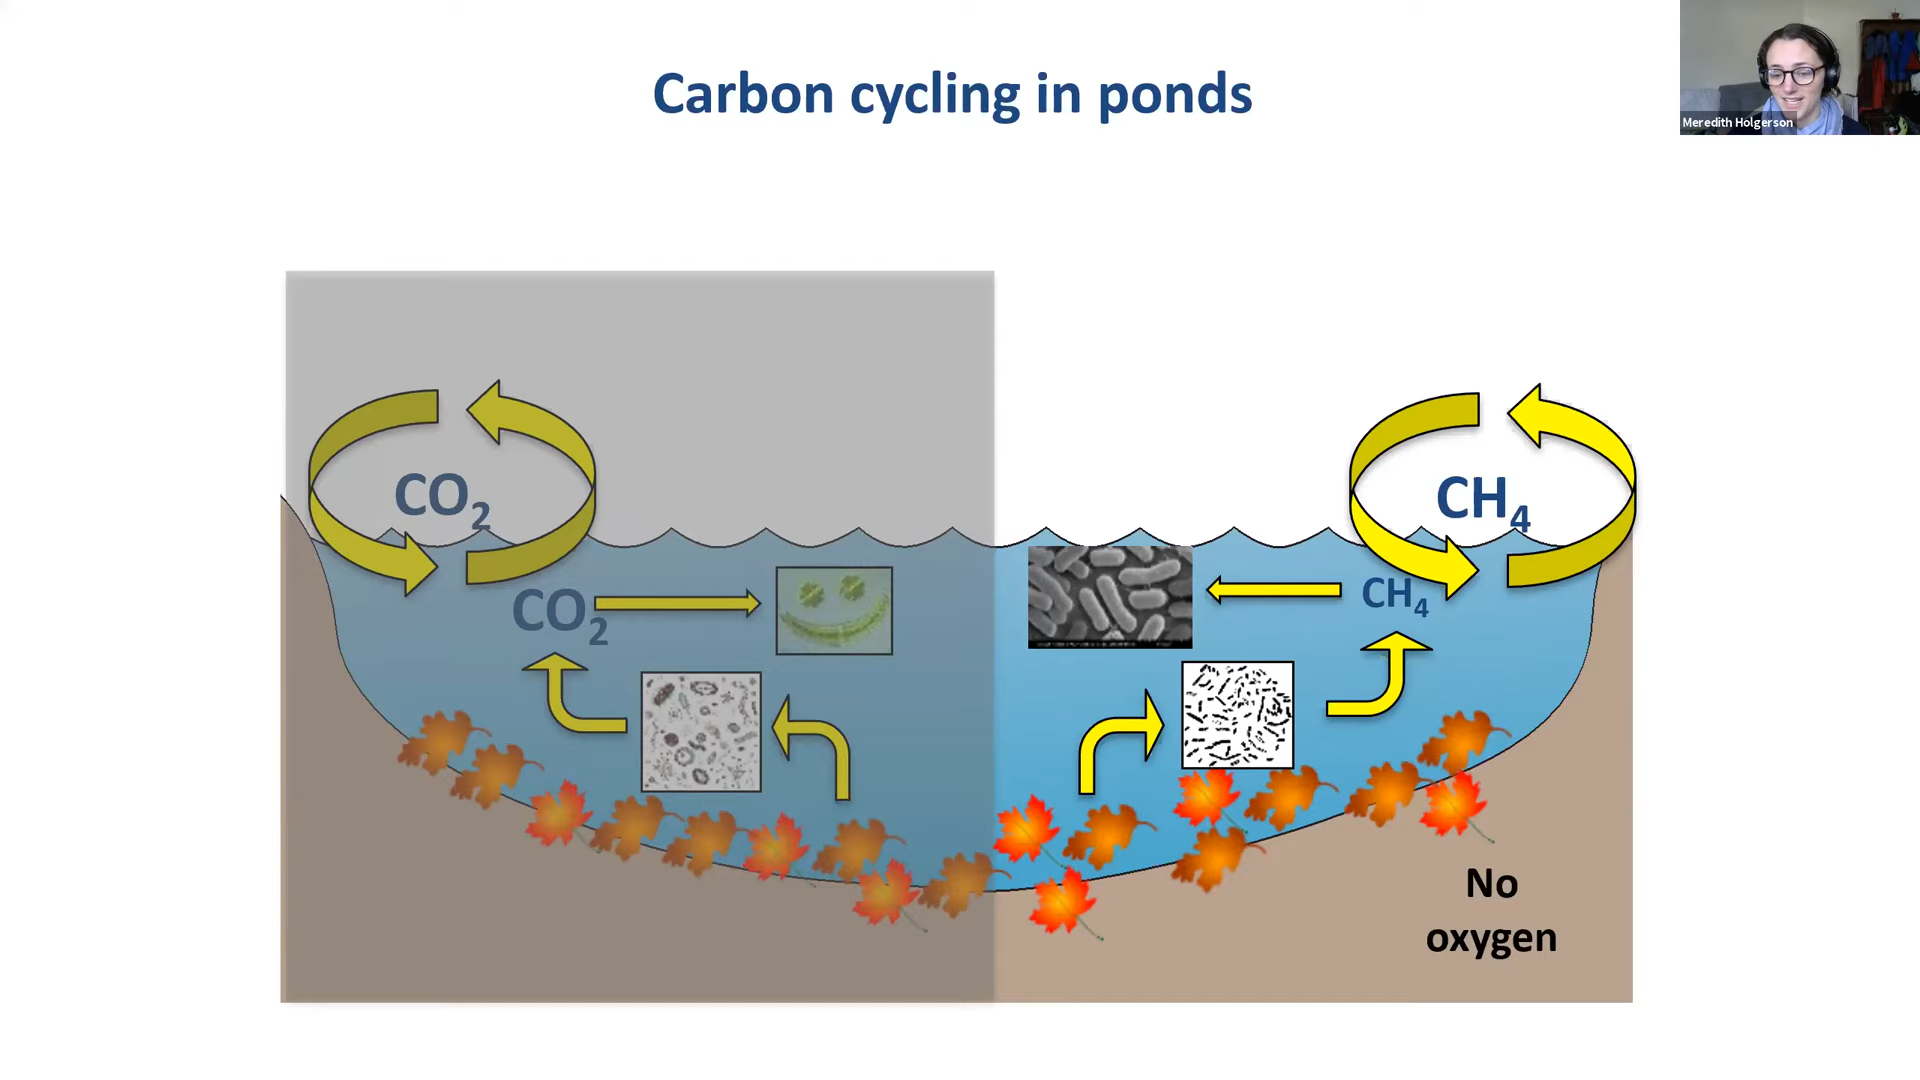 Carbon cycling in ponds
Meredith Holgerson
CO₂
CH₄
CO₂
CH₄
No
oxygen